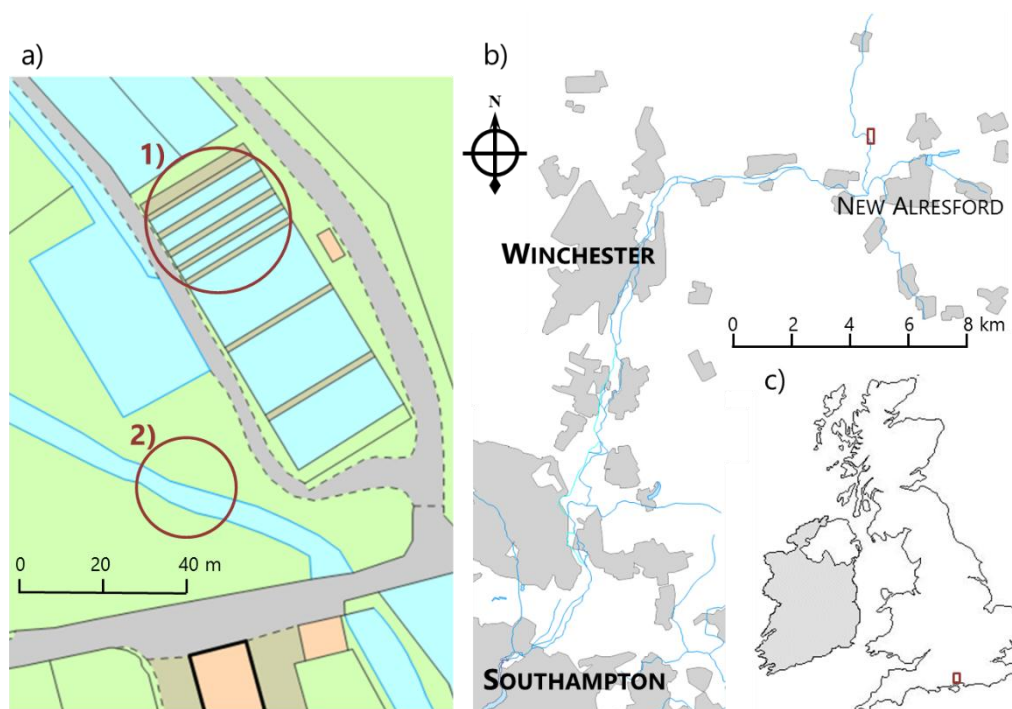 a)
1)
2)
0 20 40 m
b)
N
WINCHESTER
NEW ALRESFORD
0 2 4 6 8 km
SOUTHAMPTON
c)